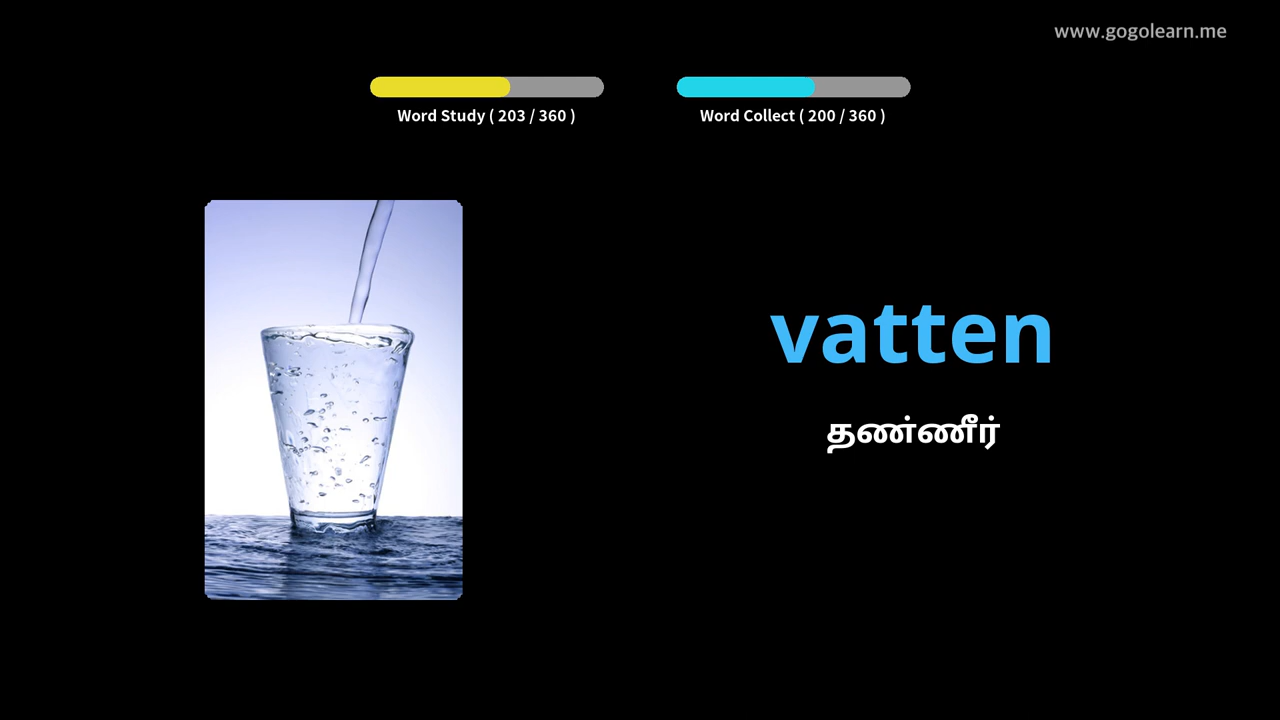 www.gogolearn.me
Word Study ( 203 / 360 )
Word Collect ( 200 / 360 )
vatten
தண்ணீர்